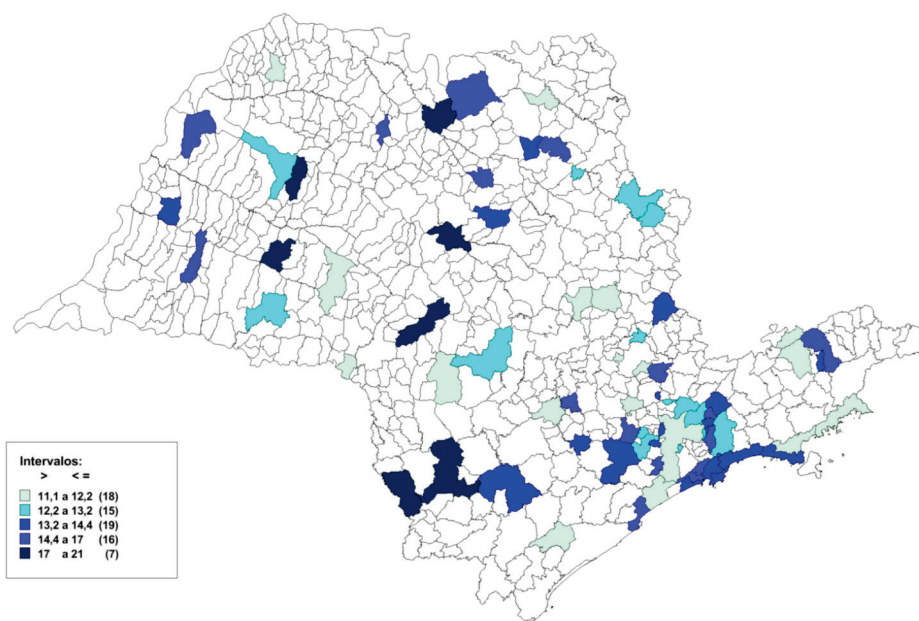 Intervalos:
> < =
11,1 a 12,2 (18)
12,2 a 13,2 (15)
13,2 a 14,4 (19)
14,4 a 17 (16)
17 a 21 (7)